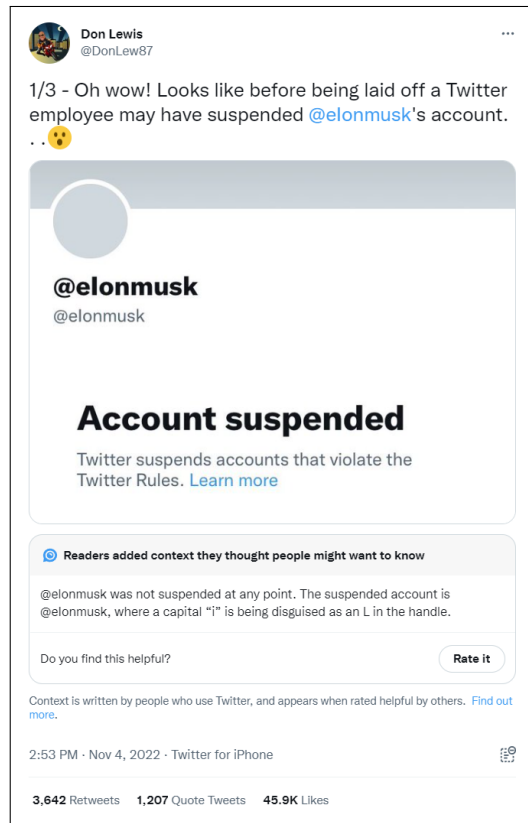 Don Lewis
@DonLew87
1/3 - Oh wow! Looks like before being laid off a Twitter
employee may have suspended @elonmusk's account.
. . 😮
@elonmusk
@elonmusk
Account suspended
Twitter suspends accounts that violate the
Twitter Rules. Learn more
Readers added context they thought people might want to know
@elonmusk was not suspended at any point. The suspended account is
@elonmusk, where a capital “i” is being disguised as an L in the handle.
Do you find this helpful?
Rate it
Context is written by people who use Twitter, and appears when rated helpful by others. Find out
more.
2:53 PM · Nov 4, 2022 · Twitter for iPhone
3,642 Retweets 1,207 Quote Tweets 45.9K Likes